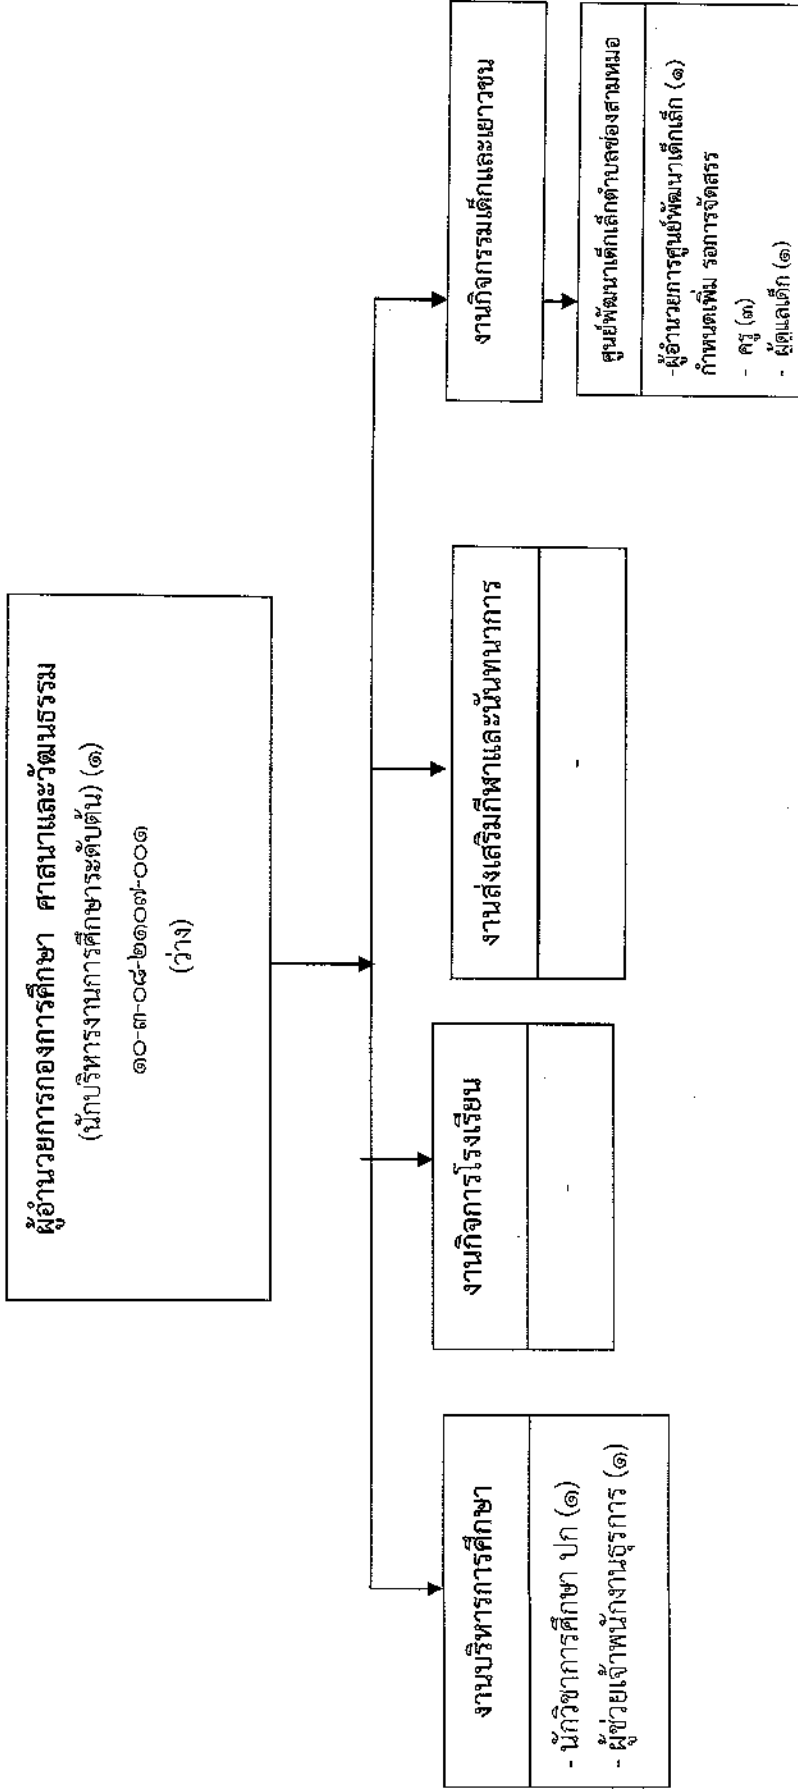 ผู้อำนวยการกองการศึกษา ศาสนาและวัฒนธรรม
(นักบริหารงานการศึกษาระดับต้น) (๑)
๑๐-๓-๐๘-๒๑๐๗-๐๐๑
(ว่าง)
งานบริหารการศึกษา
- นักวิชาการศึกษา ปก (๑)
- ผู้ช่วยเจ้าพนักงานธุรการ (๑)
งานกิจการโรงเรียน
-
งานส่งเสริมกีฬาและนันทนาการ
-
งานกิจกรรมเด็กและเยาวชน
ศูนย์พัฒนาเด็กเล็กตำบลช่องสามหมอ
-ผู้อำนวยการศูนย์พัฒนาเด็กเล็ก (๑)
กำหนดเพิ่ม รอการจัดสรร
- ครู (๓)
- ผู้ดูแลเด็ก (๑)